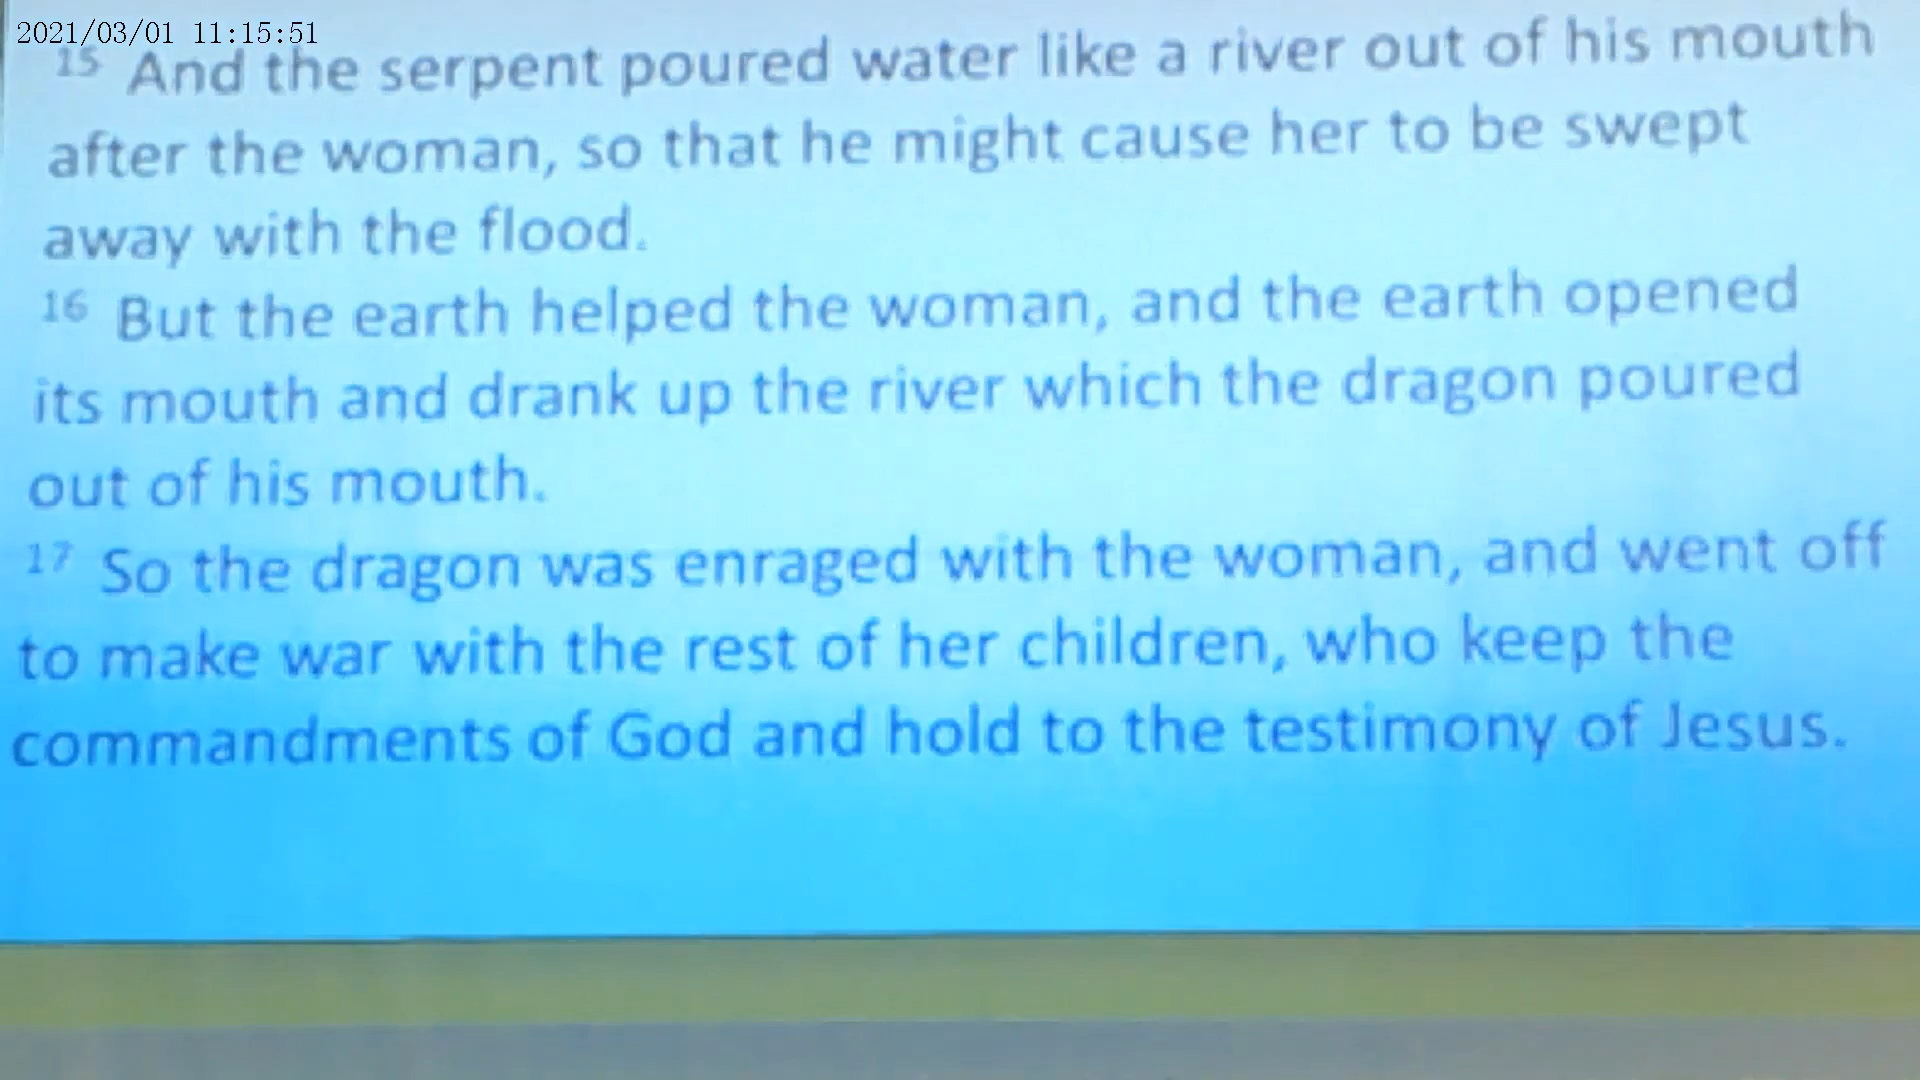 2021/03/01 11:15:51
15 And the serpent poured water like a river out of his mouth
after the woman, so that he might cause her to be swept
away with the flood.
16 But the earth helped the woman, and the earth opened
its mouth and drank up the river which the dragon poured
out of his mouth.
17 So the dragon was enraged with the woman, and went off
to make war with the rest of her children, who keep the
commandments of God and hold to the testimony of Jesus.